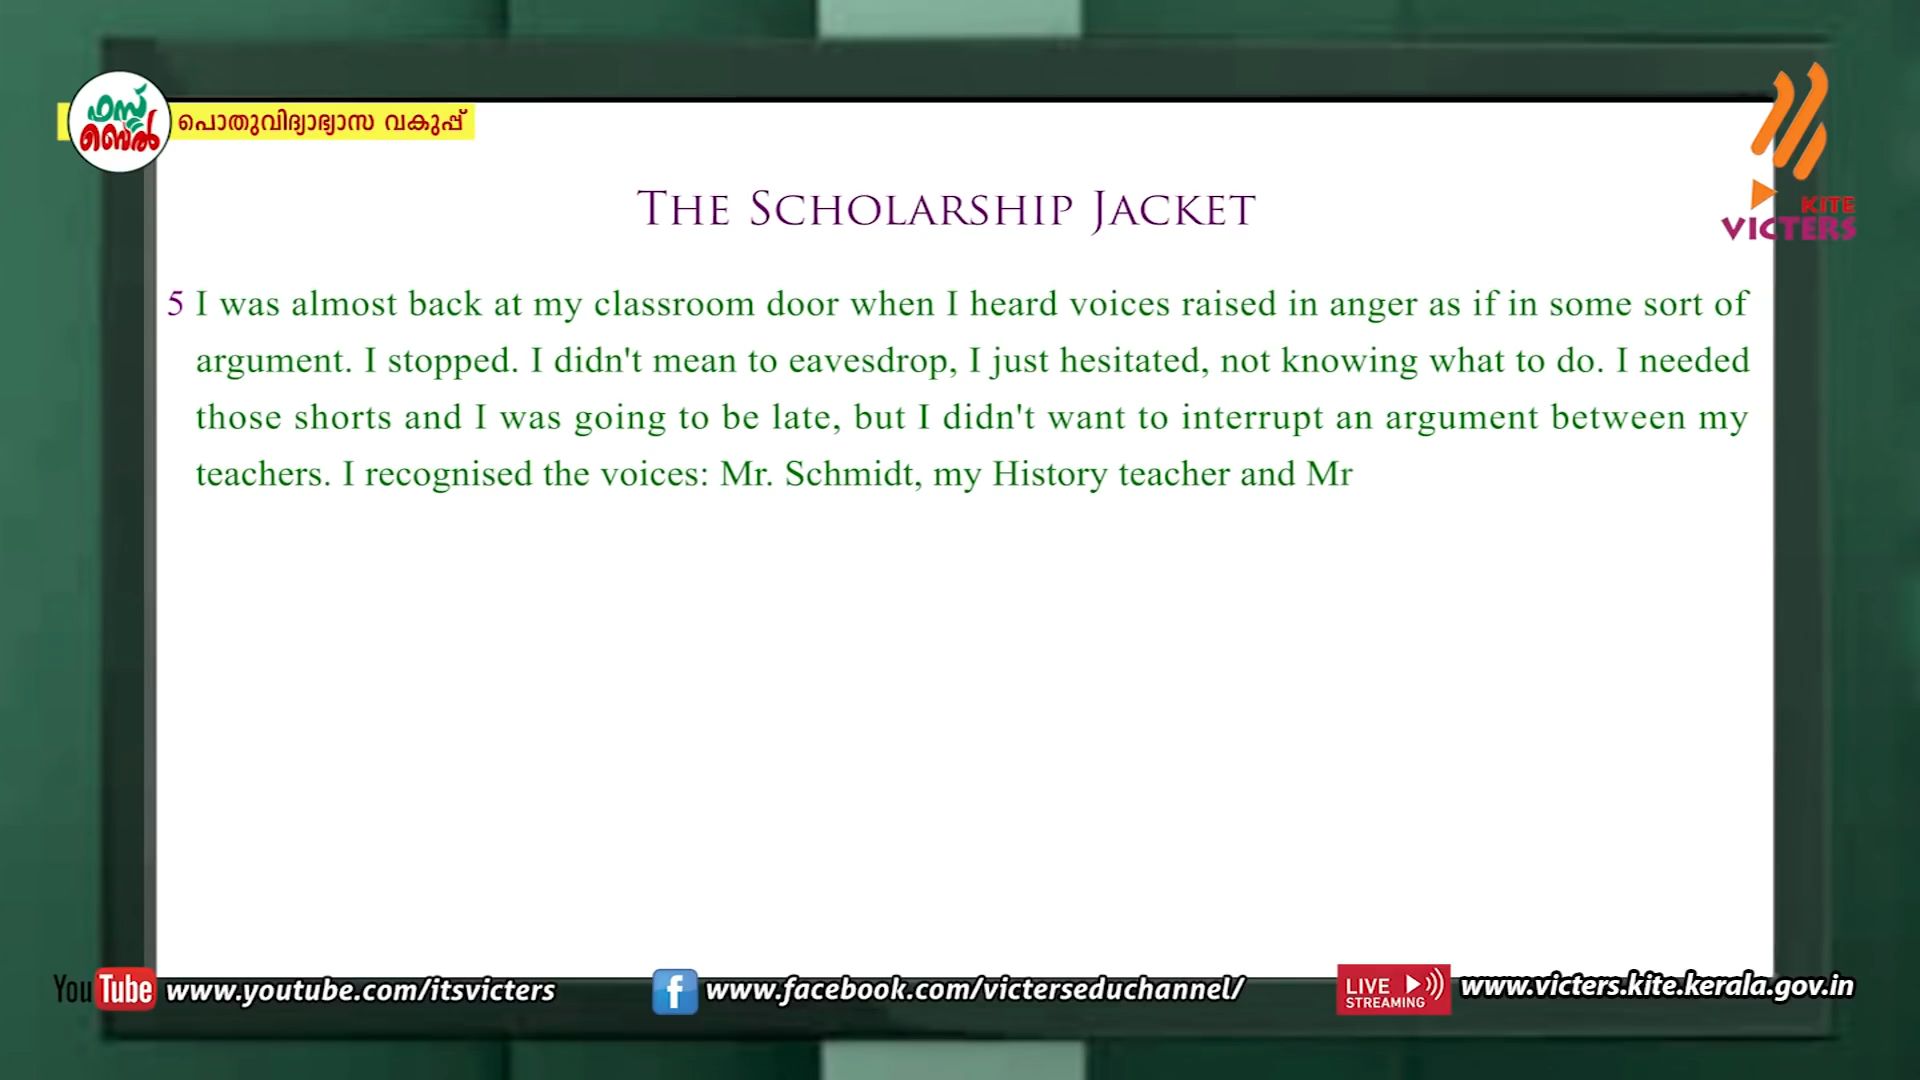 ഫസ്റ്റ്
ബെൽ
പൊതുവിദ്യാഭ്യാസ വകുപ്പ്
KITE
VICTERS
THE SCHOLARSHIP JACKET
5 I was almost back at my classroom door when I heard voices raised in anger as if in some sort of
argument. I stopped. I didn't mean to eavesdrop, I just hesitated, not knowing what to do. I needed
those shorts and I was going to be late, but I didn't want to interrupt an argument between my
teachers. I recognised the voices: Mr. Schmidt, my History teacher and Mr
YouTube www.youtube.com/itsvicters
f www.facebook.com/victerseduchannel/
LIVE
STREAMING
www.victers.kite.kerala.gov.in